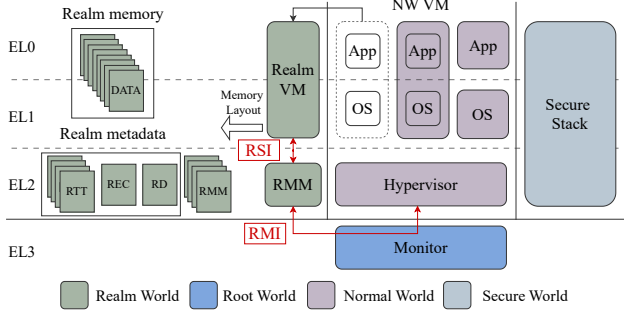 NW VM
Realm memory
EL0
DATA
Realm
VM
App
App
App
Memory
Layout
EL1
OS
OS
OS
Secure
Stack
Realm metadata
RSI
EL2
RTT
REC
RD
RMM
RMM
Hypervisor
RMI
EL3
Monitor
Realm World
Root World
Normal World
Secure World